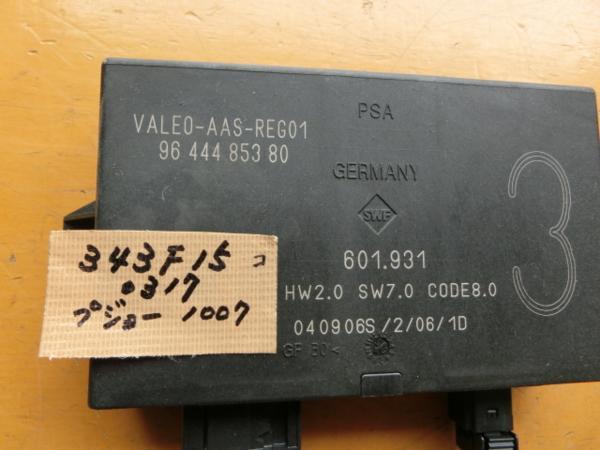 VALEO-AAS-REG01
96 444 853 80
PSA
GERMANY
SWF
601.931
HW2.0 SW7.0 CODE8.0
040906S/2/06/1D
3
343F15 コ
0317
プジョー 1007